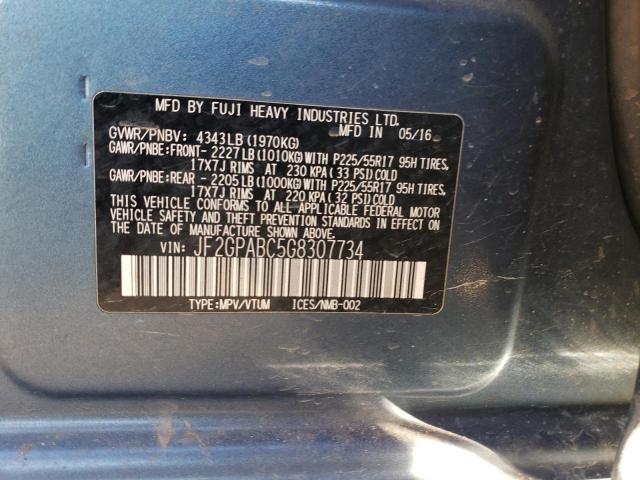 MFD BY FUJI HEAVY INDUSTRIES LTD.
MFD IN 05/16
GVWR/PNBV: 4343LB(1970KG)
GAWR/PNBE:FRONT-2227LB(1010KG)WITH P225/55R17 95H TIRES,
17X7J RIMS AT 230 KPA(33 PSI)COLD
GAWR/PNBE:REAR -2205LB(1000KG)WITH P225/55R17 95H TIRES,
17X7J RIMS AT 220 KPA(32 PSI)COLD
THIS VEHICLE CONFORMS TO ALL APPLICABLE FEDERAL MOTOR
VEHICLE SAFETY AND THEFT PREVENTION STANDARDS IN EFFECT ON
THE DATE OF MANUFACTURE SHOWN ABOVE.
VIN: JF2GPABC5G8307734
TYPE:MPV/VTUM ICES/NMB-002